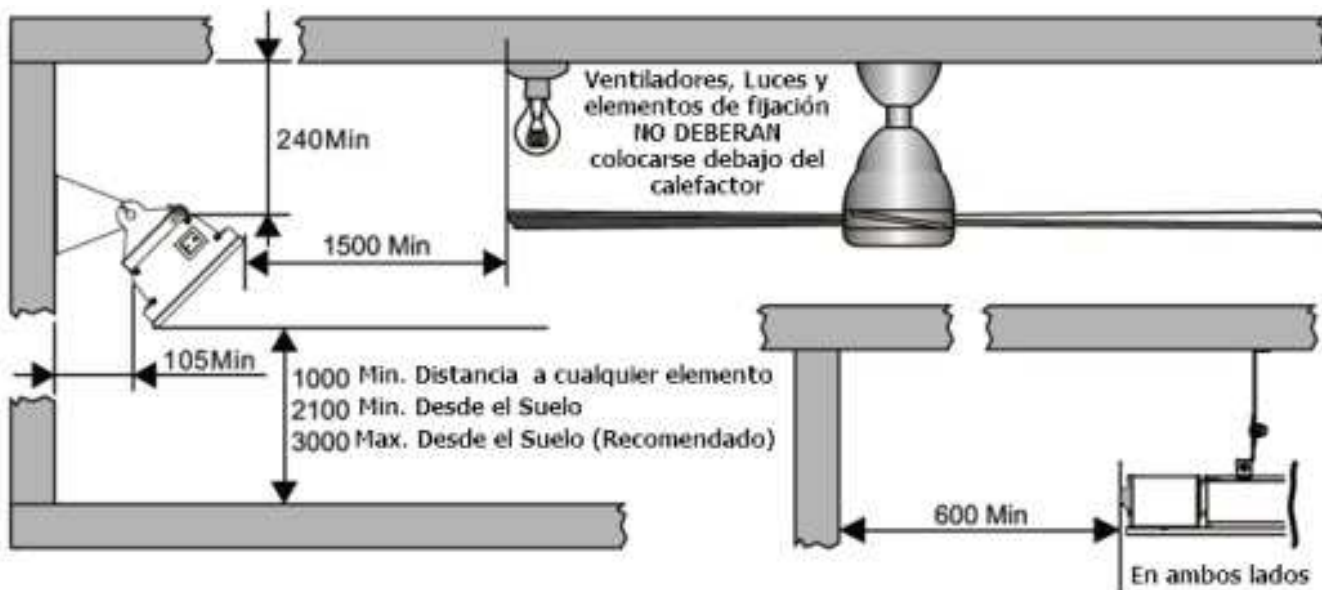 Ventiladores, Luces y
elementos de fijación
NO DEBERAN
colocarse debajo del
calefactor
240Min
1500 Min
105Min
1000 Min. Distancia a cualquier elemento
2100 Min. Desde el Suelo
3000 Max. Desde el Suelo (Recomendado)
600 Min
En ambos lados